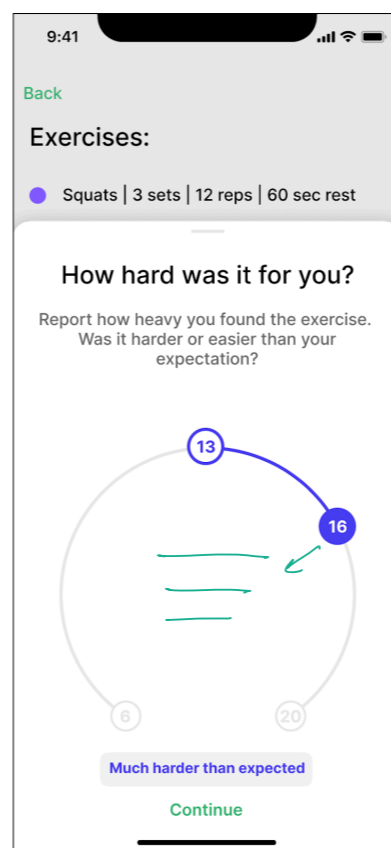 9:41
Back
Exercises:
Squats | 3 sets | 12 reps | 60 sec rest
How hard was it for you?
Report how heavy you found the exercise.
Was it harder or easier than your
expectation?
13
16
6
20
Much harder than expected
Continue